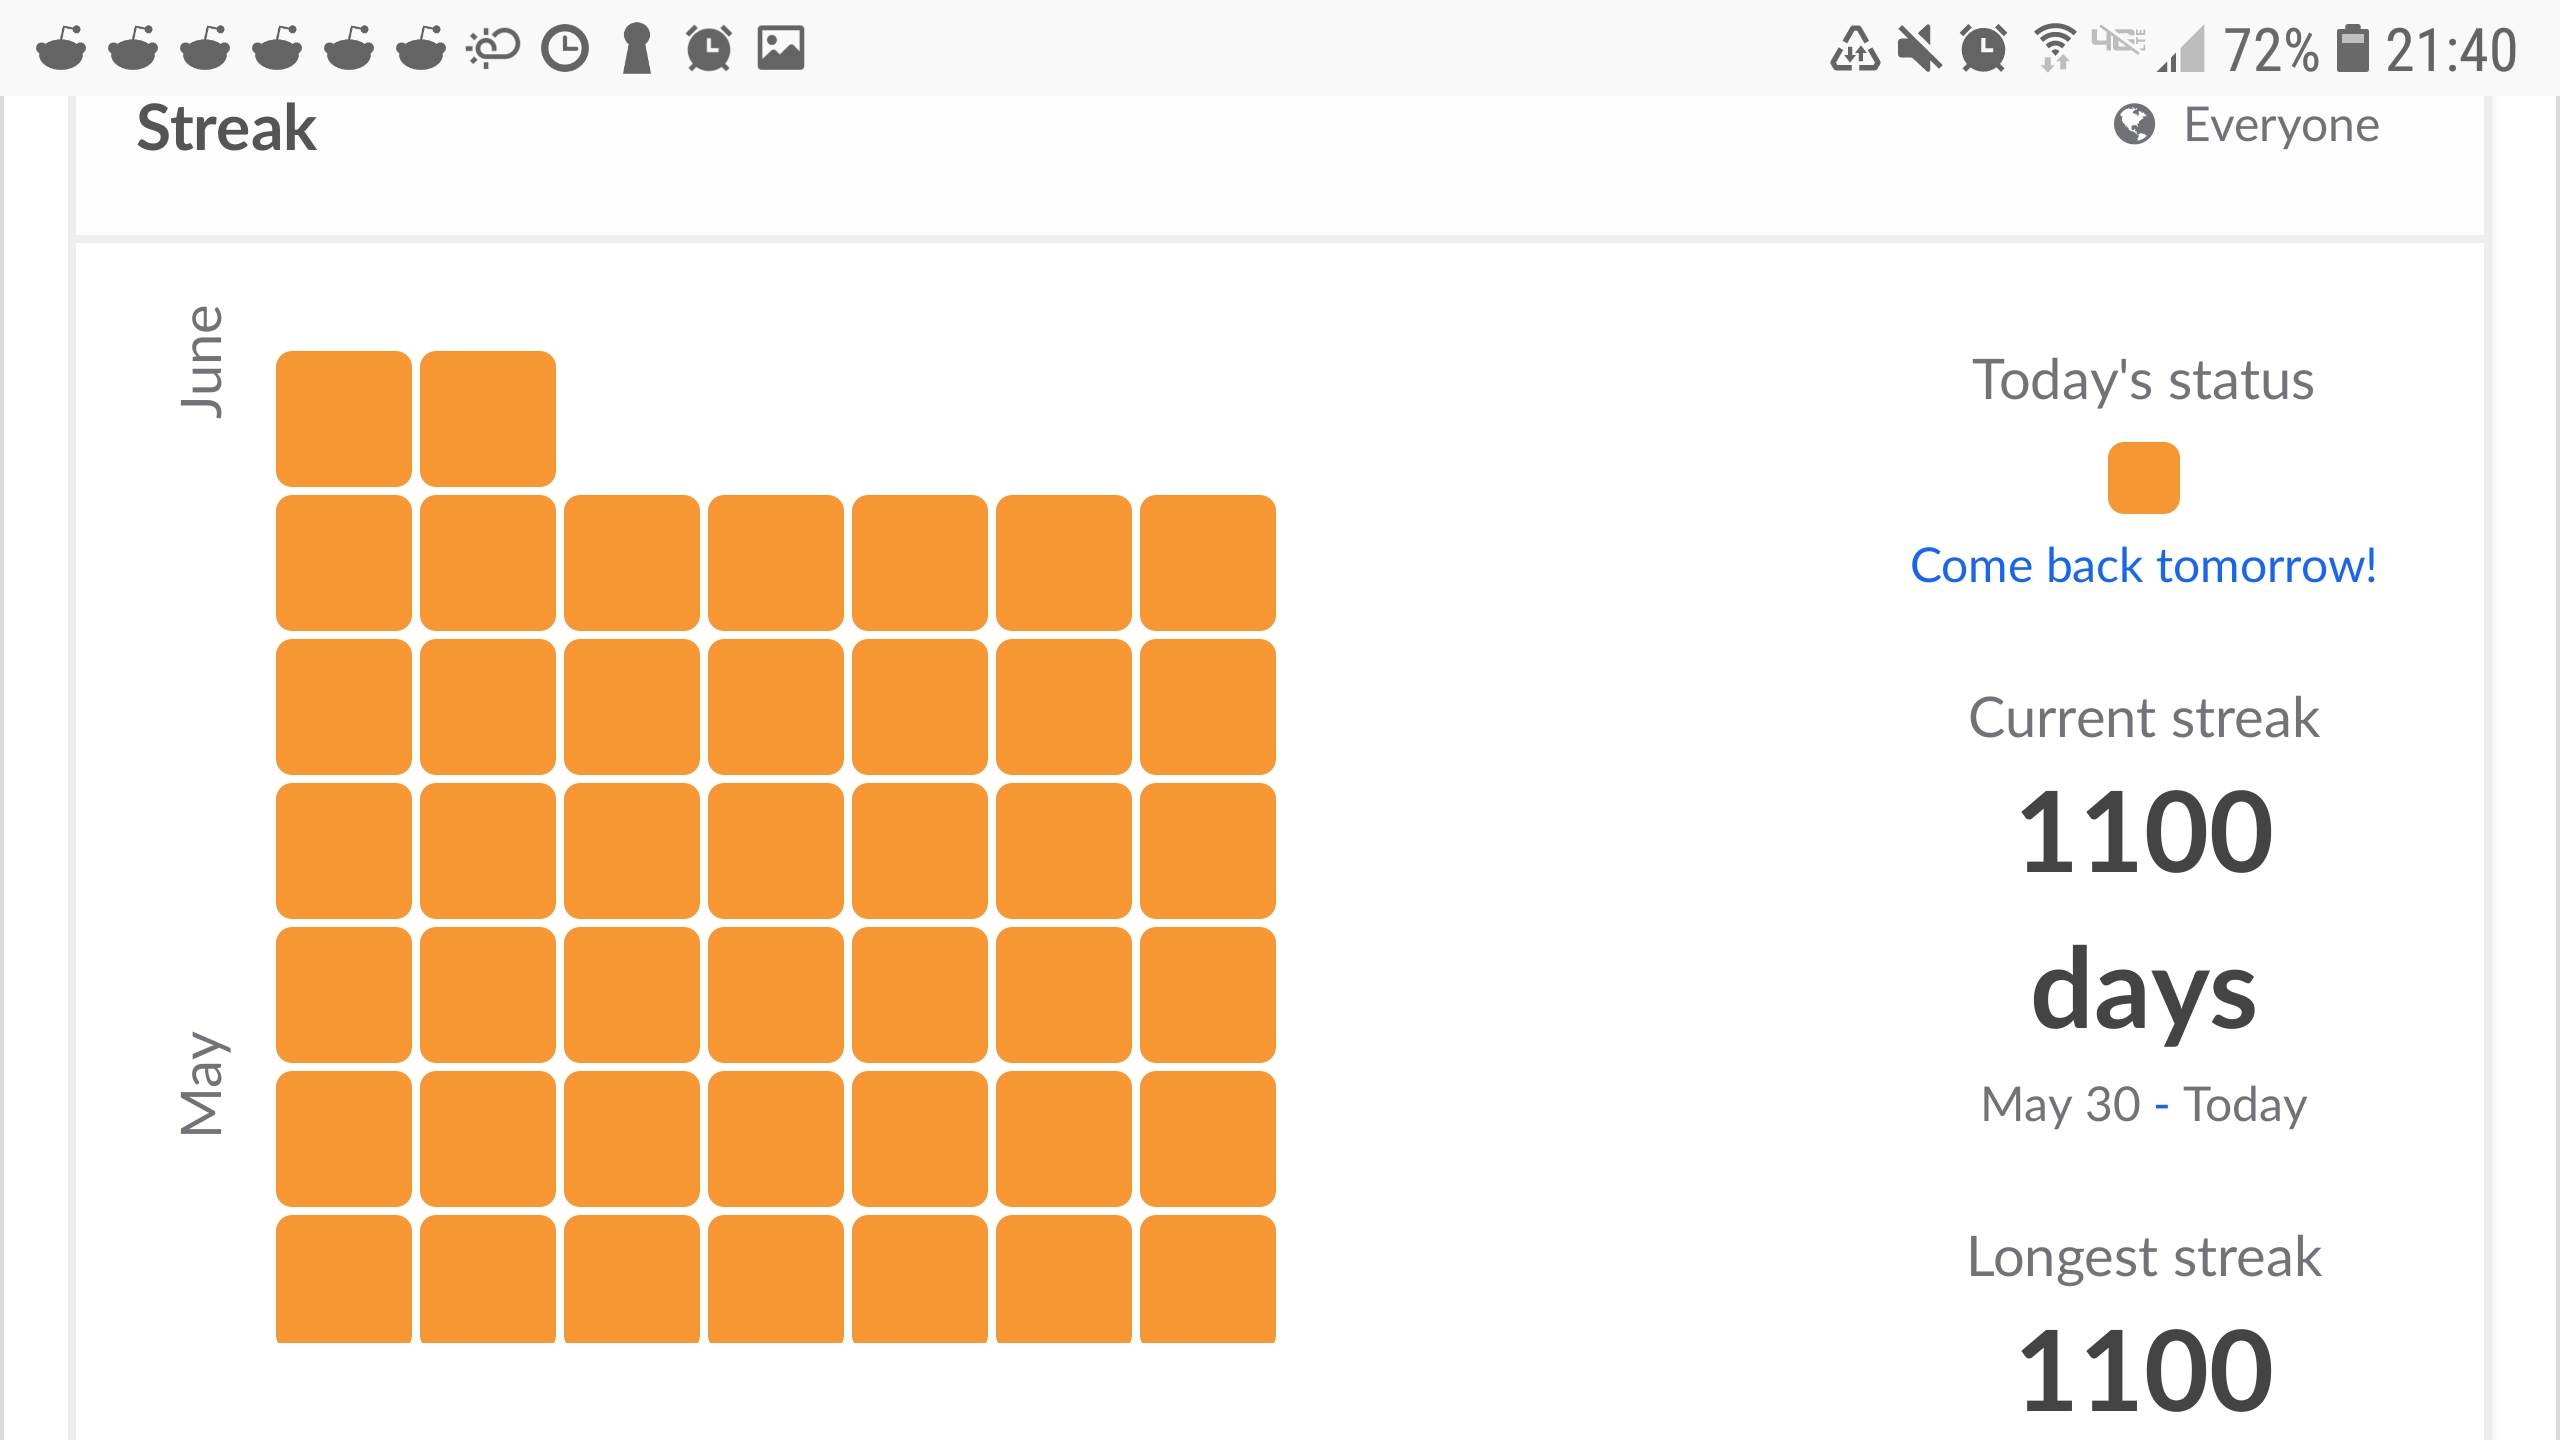 72% 21:40
Streak
Everyone
June
Today's status
Come back tomorrow!
Current streak
1100
days
May 30 - Today
May
Longest streak
1100